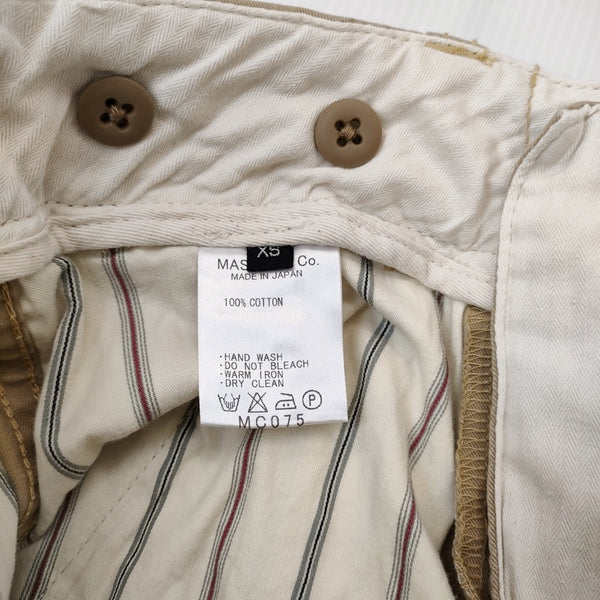 XS
MAS Co.
MADE IN JAPAN
100% COTTON
・HAND WASH
・DO NOT BLEACH
・WARM IRON
・DRY CLEAN
P
MC075